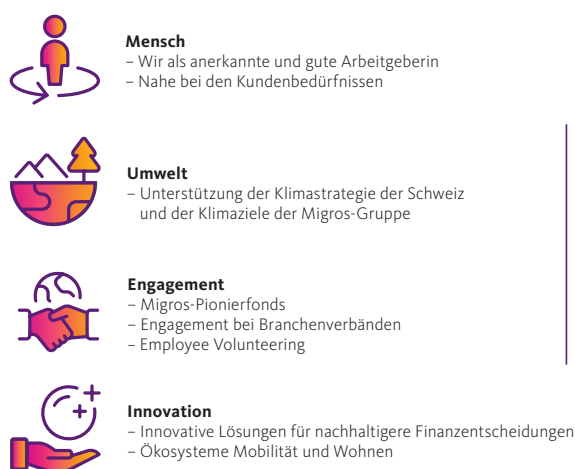 Mensch
– Wir als anerkannte und gute Arbeitgeberin
– Nahe bei den Kundenbedürfnissen
Umwelt
– Unterstützung der Klimastrategie der Schweiz
und der Klimaziele der Migros-Gruppe
Engagement
– Migros-Pionierfonds
– Engagement bei Branchenverbänden
– Employee Volunteering
Innovation
– Innovative Lösungen für nachhaltigere Finanzentscheidungen
– Ökosysteme Mobilität und Wohnen